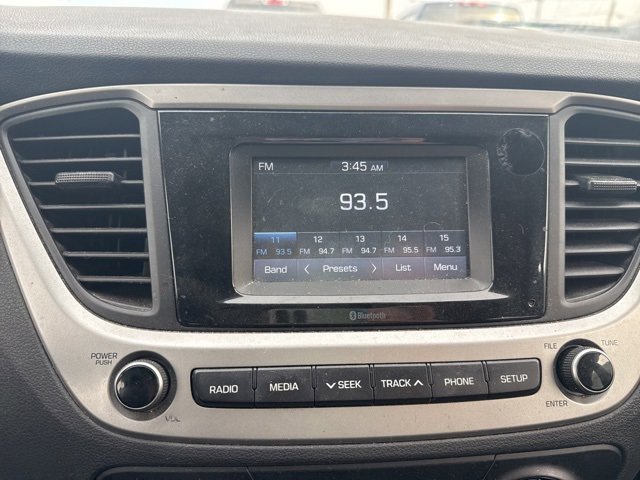 FM 3:45 AM
93.5
11 12 13 14 15
FM 93.5 FM 94.7 FM 94.7 FM 95.5 FM 95.3
Band < Presets > List Menu
Bluetooth
POWER PUSH FILE TUNE
RADIO MEDIA ∨ SEEK TRACK ∧ PHONE SETUP
VOL ENTER